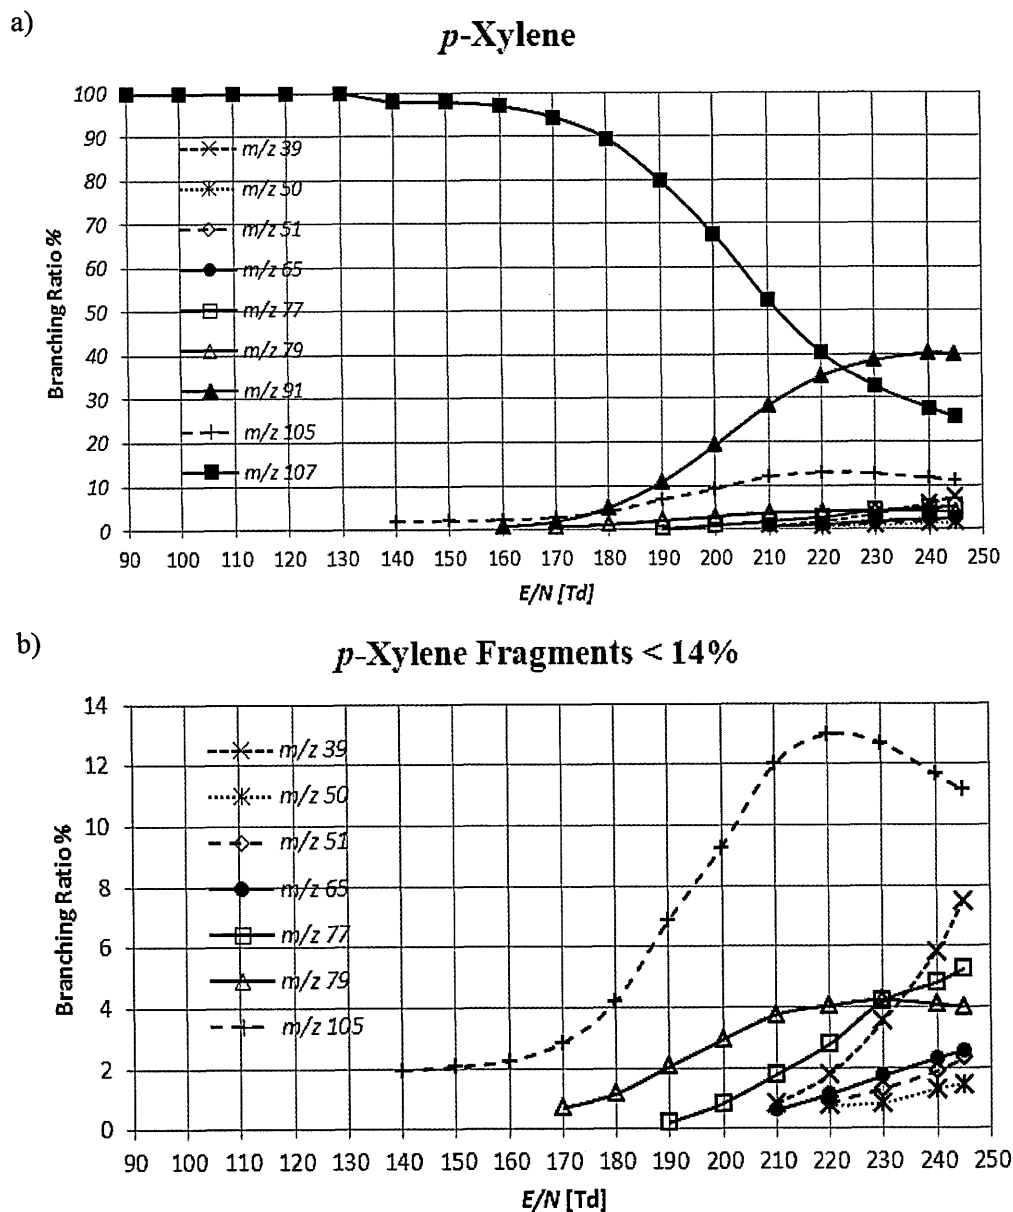 a)
p-Xylene
100
90
80
70
60
50
40
30
20
10
0
Branching Ratio %
m/z 39
m/z 50
m/z 51
m/z 65
m/z 77
m/z 79
m/z 91
m/z 105
m/z 107
90 100 110 120 130 140 150 160 170 180 190 200 210 220 230 240 250
E/N [Td]
b)
p-Xylene Fragments < 14%
14
12
10
8
6
4
2
0
Branching Ratio %
m/z 39
m/z 50
m/z 51
m/z 65
m/z 77
m/z 79
m/z 105
90 100 110 120 130 140 150 160 170 180 190 200 210 220 230 240 250
E/N [Td]